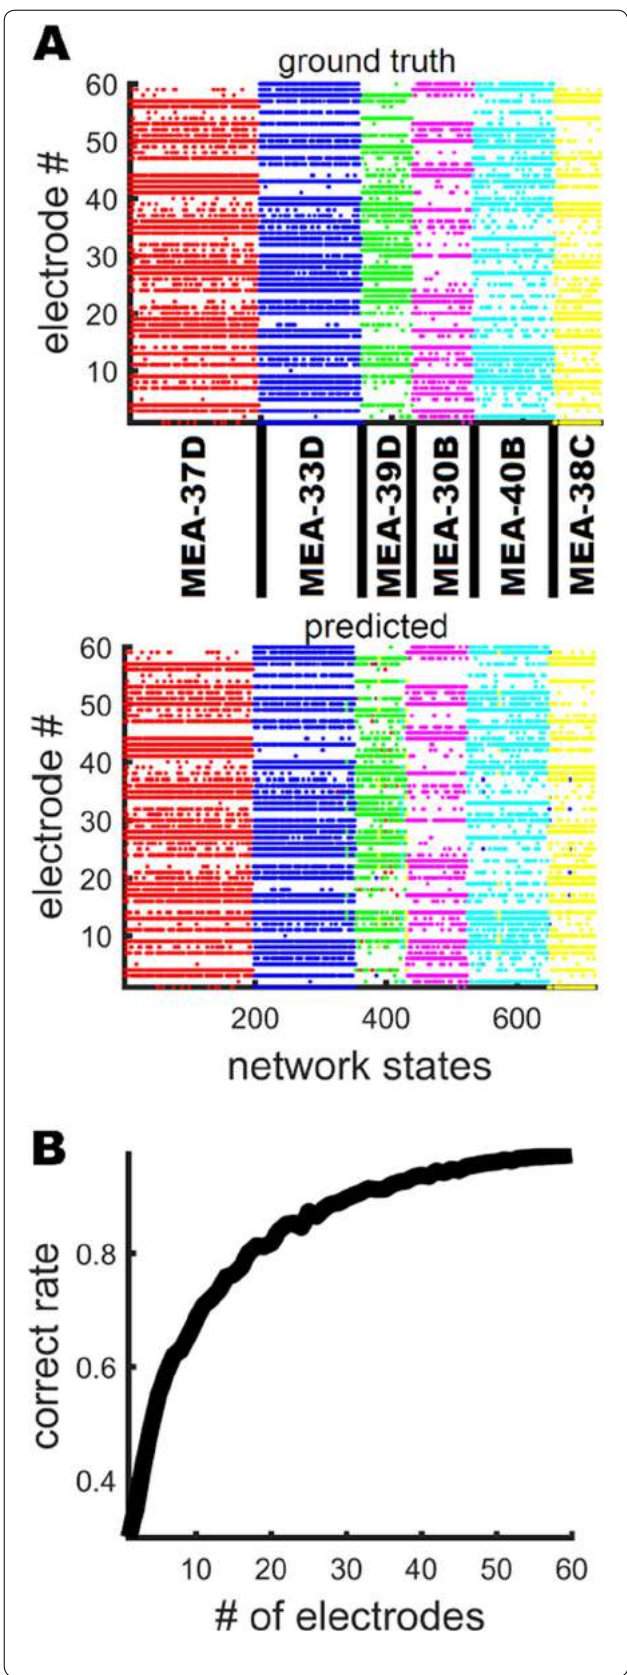 A
ground truth
60
50
40
30
20
10
electrode #
MEA-37D
MEA-33D
MEA-39D
MEA-30B
MEA-40B
MEA-38C
predicted
60
50
40
30
20
10
electrode #
200 400 600
network states
B
0.8
0.6
0.4
correct rate
10 20 30 40 50 60
# of electrodes